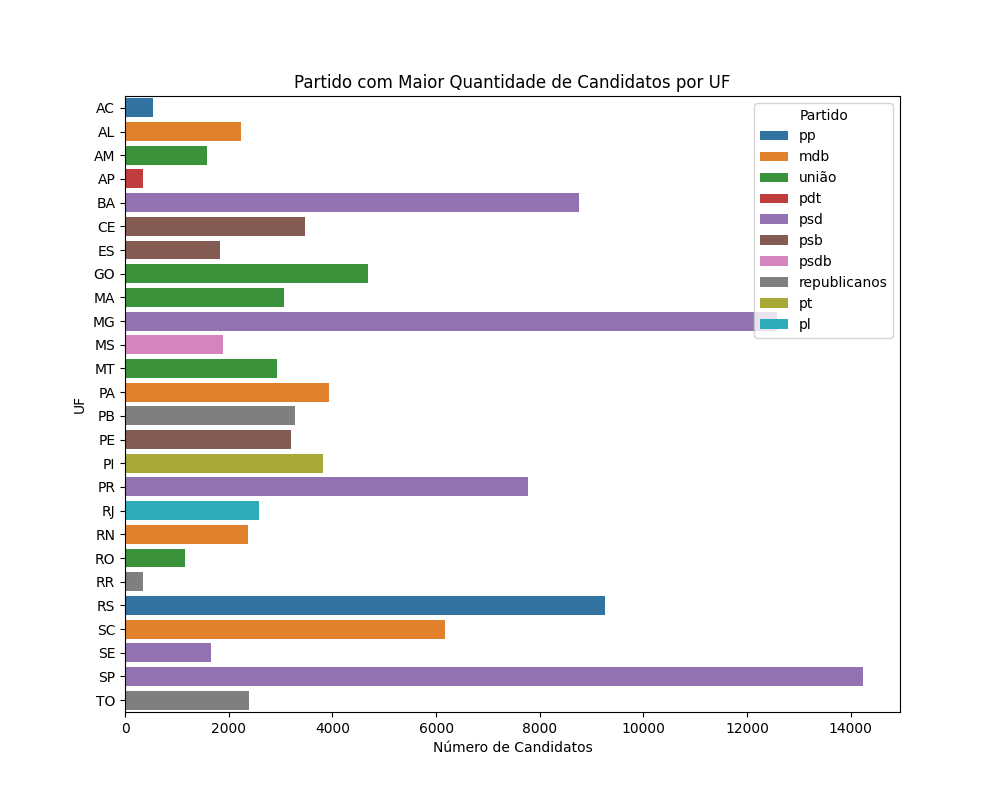 Partido com Maior Quantidade de Candidatos por UF
UF
AC
AL
AM
AP
BA
CE
ES
GO
MA
MG
MS
MT
PA
PB
PE
PI
PR
RJ
RN
RO
RR
RS
SC
SE
SP
TO
Partido
pp
mdb
união
pdt
psd
psb
psdb
republicanos
pt
pl
0 2000 4000 6000 8000 10000 12000 14000
Número de Candidatos